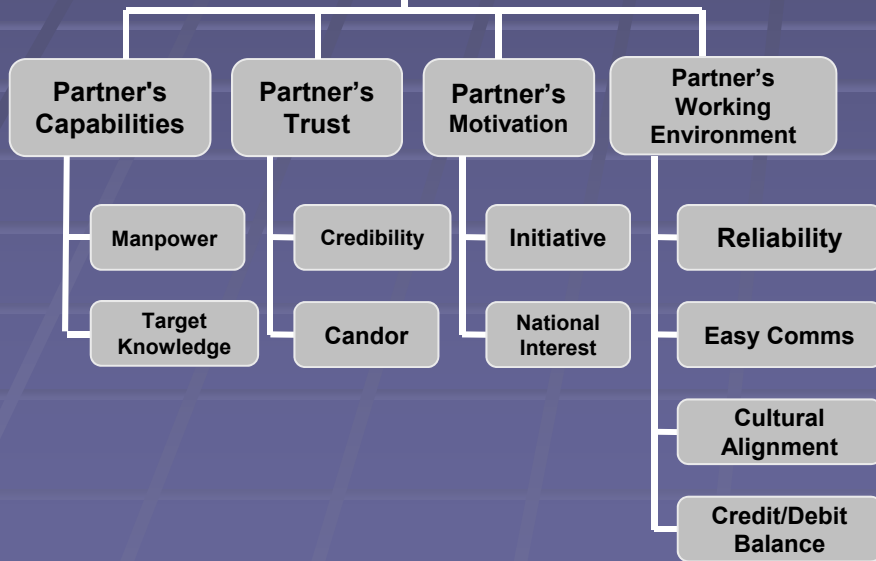 Partner's
Capabilities
Partner’s
Trust
Partner’s
Motivation
Partner’s
Working
Environment
Manpower
Target
Knowledge
Credibility
Candor
Initiative
National
Interest
Reliability
Easy Comms
Cultural
Alignment
Credit/Debit
Balance